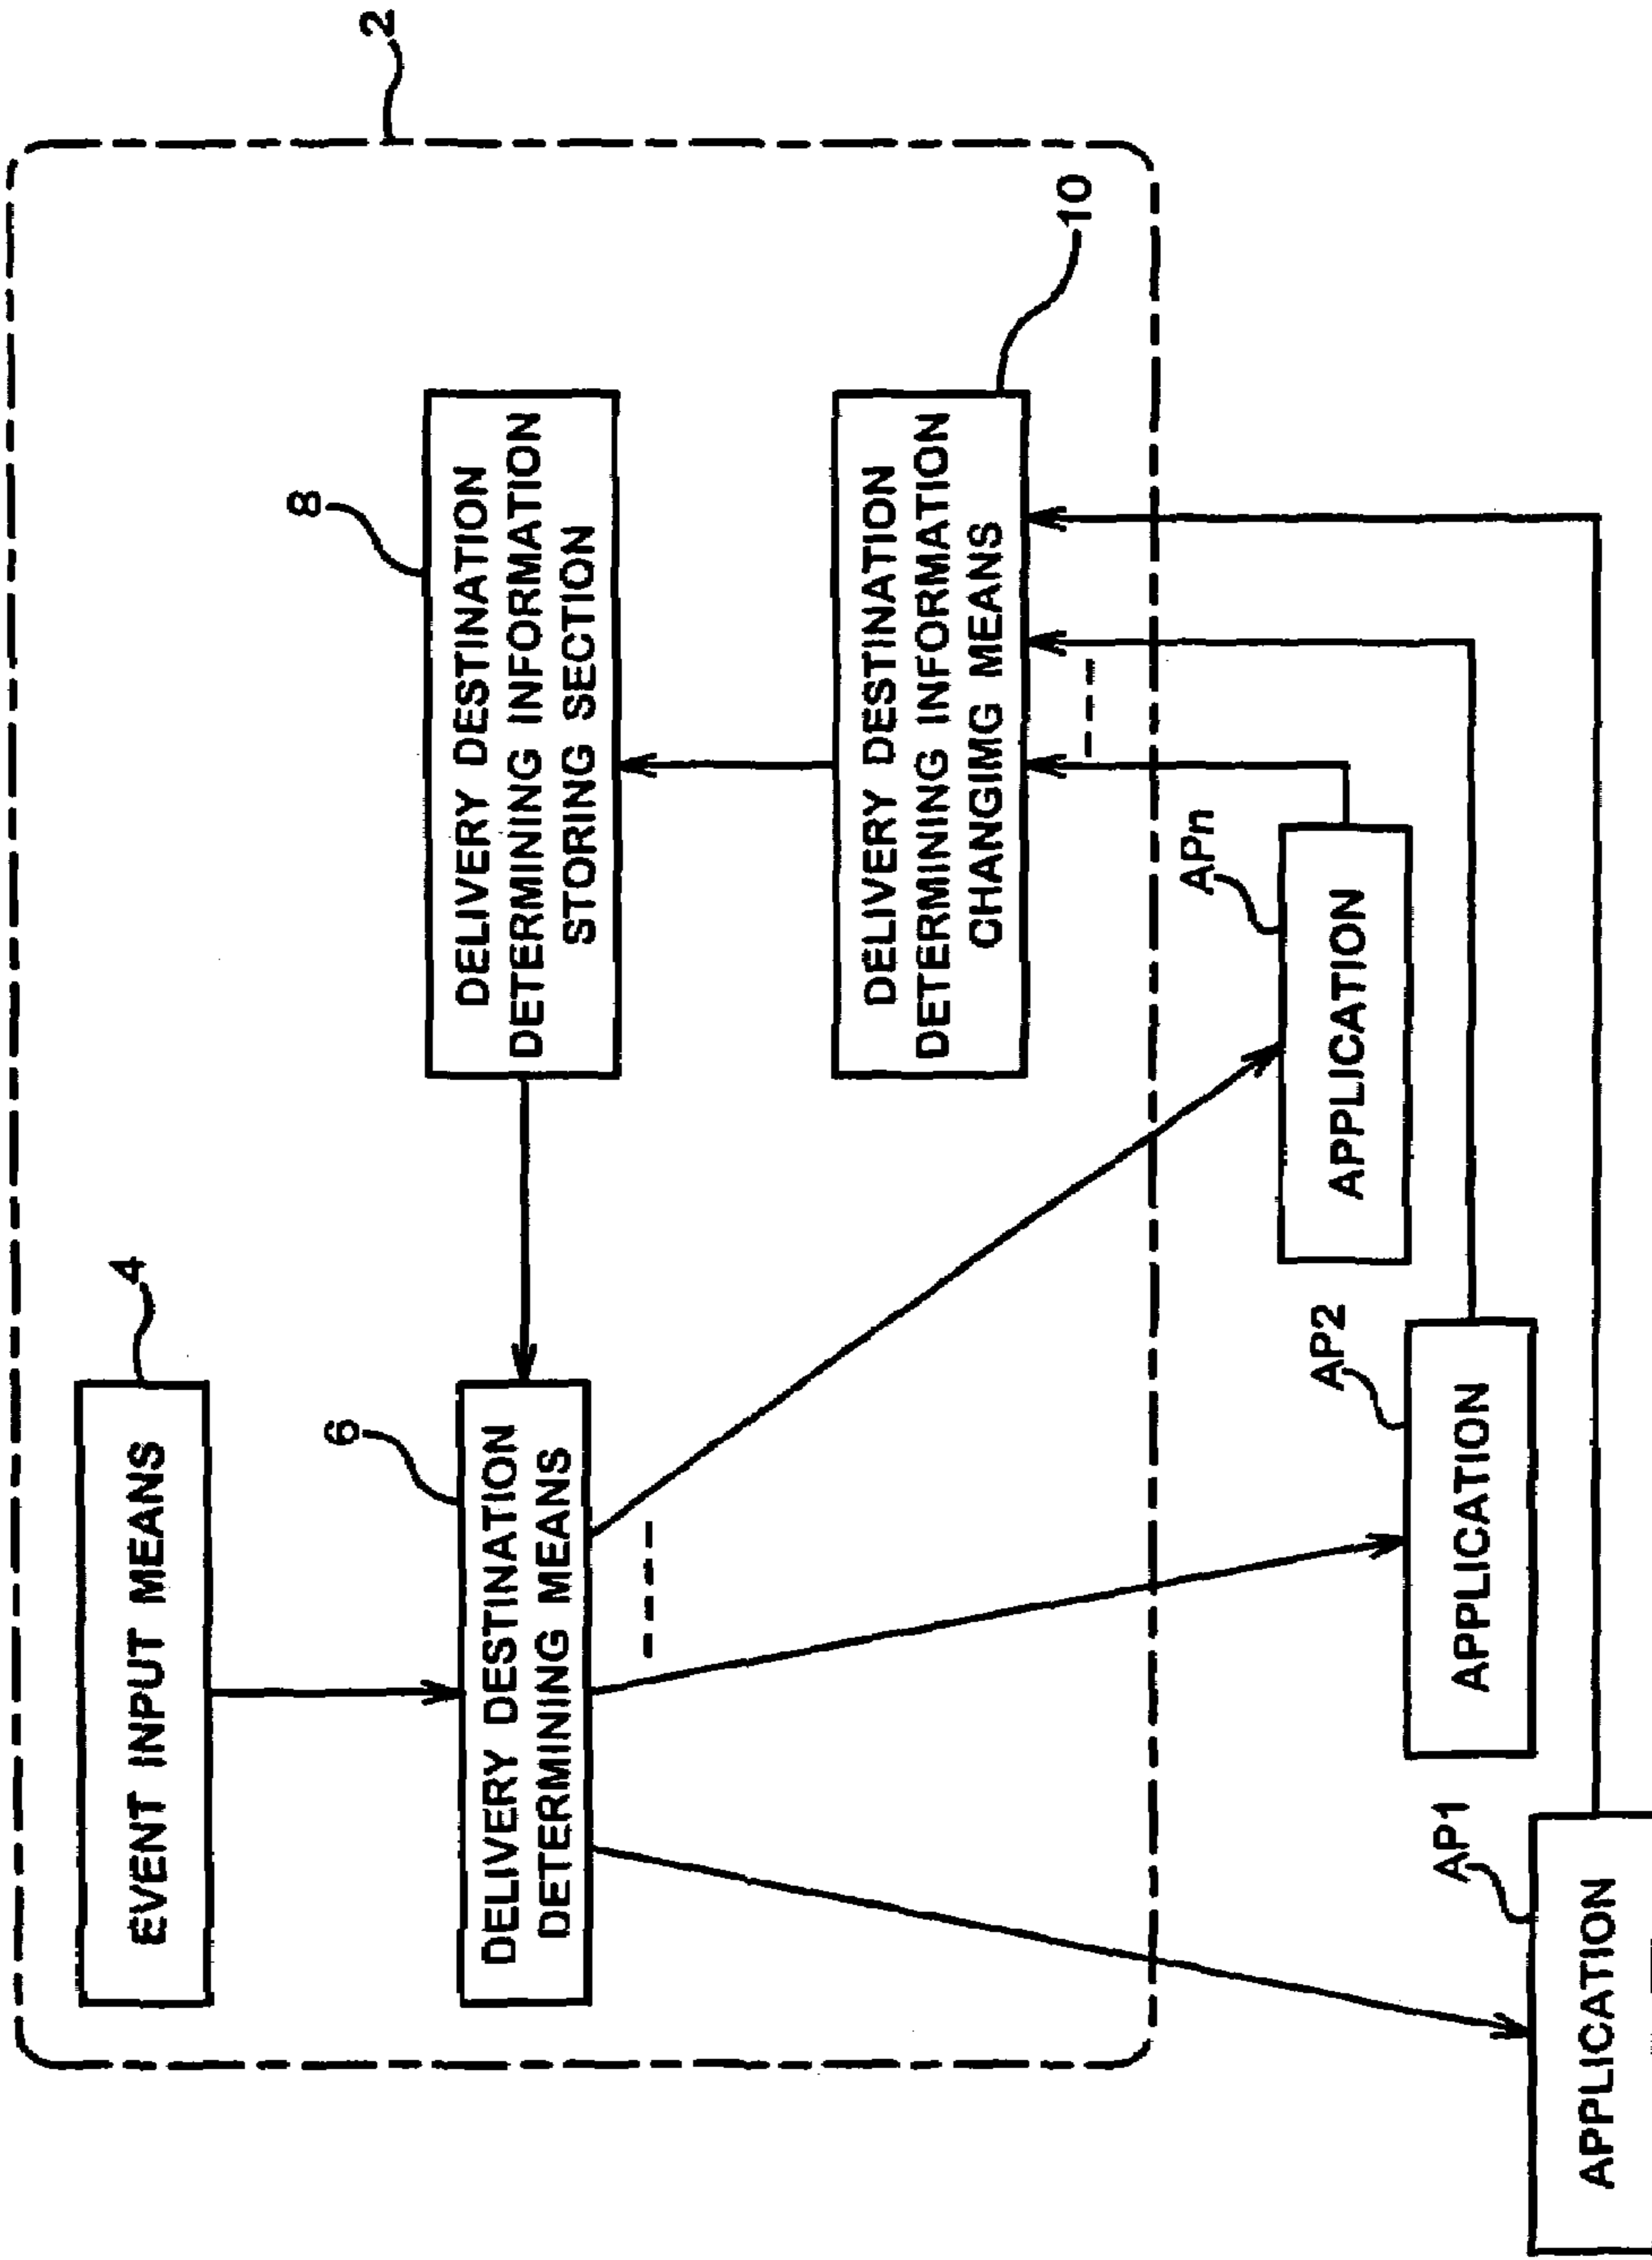 2
4
EVENT INPUT MEANS
6
DELIVERY DESTINATION
DETERMINING MEANS
8
DELIVERY DESTINATION
DETERMINING INFORMATION
STORING SECTION
10
DELIVERY DESTINATION
DETERMINING INFORMATION
CHANGIMG MEANS
APn
APPLICATION
AP2
APPLICATION
AP1
APPLICATION